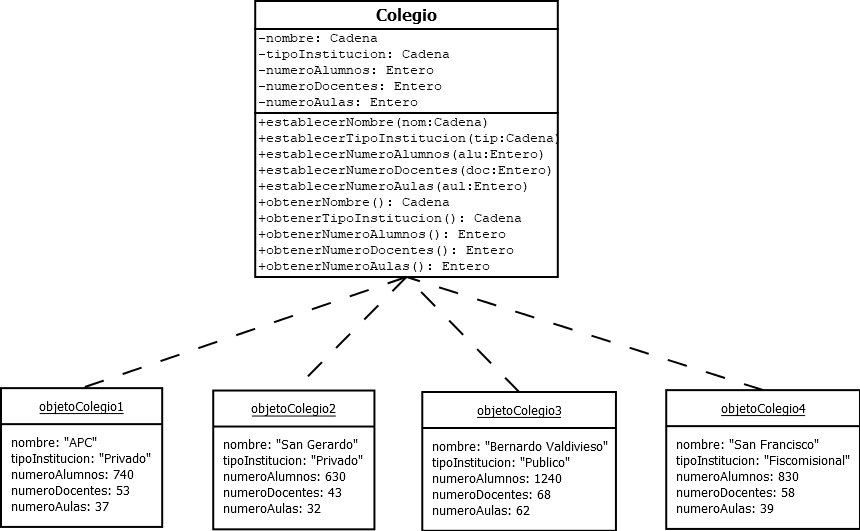 Colegio
-nombre: Cadena
-tipoInstitucion: Cadena
-numeroAlumnos: Entero
-numeroDocentes: Entero
-numeroAulas: Entero
+establecerNombre(nom:Cadena)
+establecerTipoInstitucion(tip:Cadena)
+establecerNumeroAlumnos(alu:Entero)
+establecerNumeroDocentes(doc:Entero)
+establecerNumeroAulas(aul:Entero)
+obtenerNombre(): Cadena
+obtenerTipoInstitucion(): Cadena
+obtenerNumeroAlumnos(): Entero
+obtenerNumeroDocentes(): Entero
+obtenerNumeroAulas(): Entero
objetoColegio1
nombre: "APC"
tipoInstitucion: "Privado"
numeroAlumnos: 740
numeroDocentes: 53
numeroAulas: 37
objetoColegio2
nombre: "San Gerardo"
tipoInstitucion: "Privado"
numeroAlumnos: 630
numeroDocentes: 43
numeroAulas: 32
objetoColegio3
nombre: "Bernardo Valdivieso"
tipoInstitucion: "Publico"
numeroAlumnos: 1240
numeroDocentes: 68
numeroAulas: 62
objetoColegio4
nombre: "San Francisco"
tipoInstitucion: "Fiscomisional"
numeroAlumnos: 830
numeroDocentes: 58
numeroAulas: 39